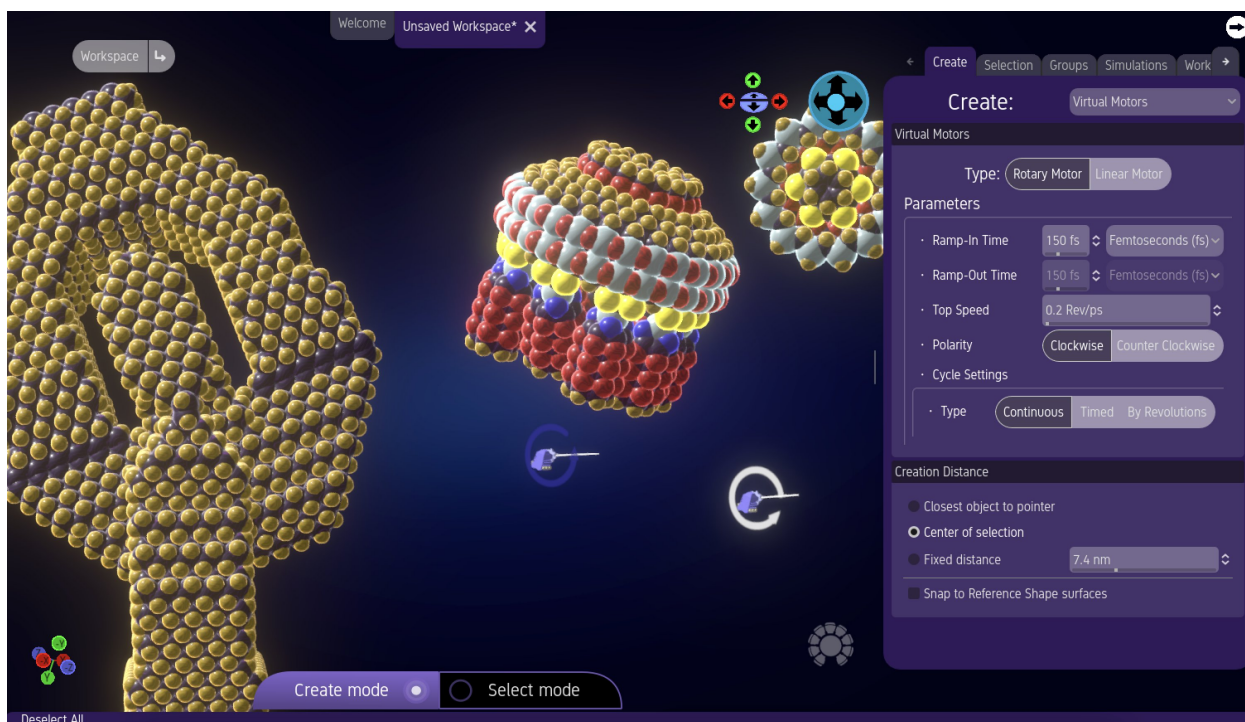 Welcome
Unsaved Workspace*
Workspace
Create
Selection
Groups
Simulations
Work
Create:
Virtual Motors
Virtual Motors
Type:
Rotary Motor
Linear Motor
Parameters
· Ramp-In Time
150 fs
Femtoseconds (fs)
· Ramp-Out Time
150 fs
Femtoseconds (fs)
· Top Speed
0.2 Rev/ps
· Polarity
Clockwise
Counter Clockwise
· Cycle Settings
· Type
Continuous
Timed
By Revolutions
Creation Distance
Closest object to pointer
Center of selection
Fixed distance
7.4 nm
Snap to Reference Shape surfaces
Create mode
Select mode
Deselect All